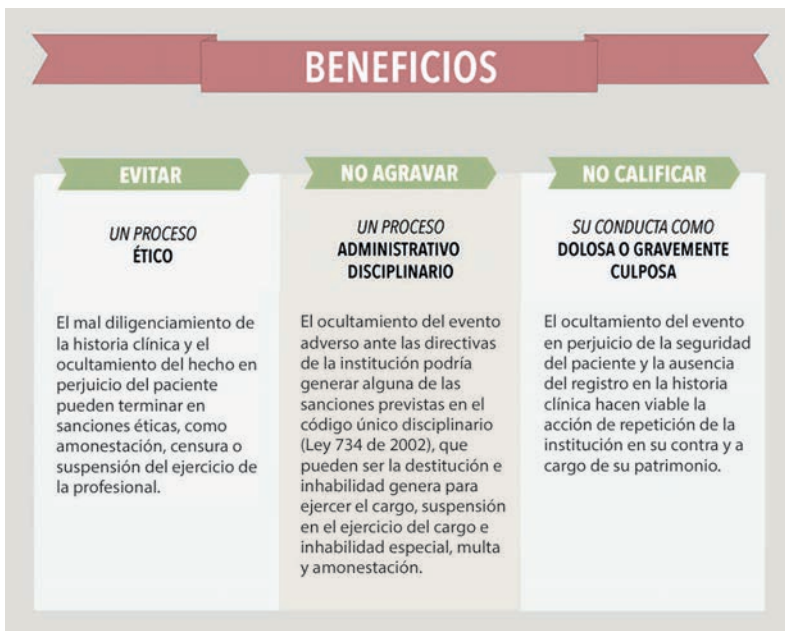 BENEFICIOS
EVITAR
UN PROCESO
ÉTICO
El mal diligenciamiento de
la historia clínica y el
ocultamiento del hecho en
perjuicio del paciente
pueden terminar en
sanciones éticas, como
amonestación, censura o
suspensión del ejercicio de
la profesional.
NO AGRAVAR
UN PROCESO
ADMINISTRATIVO
DISCIPLINARIO
El ocultamiento del evento
adverso ante las directivas
de la institución podría
generar alguna de las
sanciones previstas en el
código único disciplinario
(Ley 734 de 2002), que
pueden ser la destitución e
inhabilidad genera para
ejercer el cargo, suspensión
en el ejercicio del cargo e
inhabilidad especial, multa
y amonestación.
NO CALIFICAR
SU CONDUCTA COMO
DOLOSA O GRAVEMENTE
CULPOSA
El ocultamiento del evento
en perjuicio de la seguridad
del paciente y la ausencia
del registro en la historia
clínica hacen viable la
acción de repetición de la
institución en su contra y a
cargo de su patrimonio.